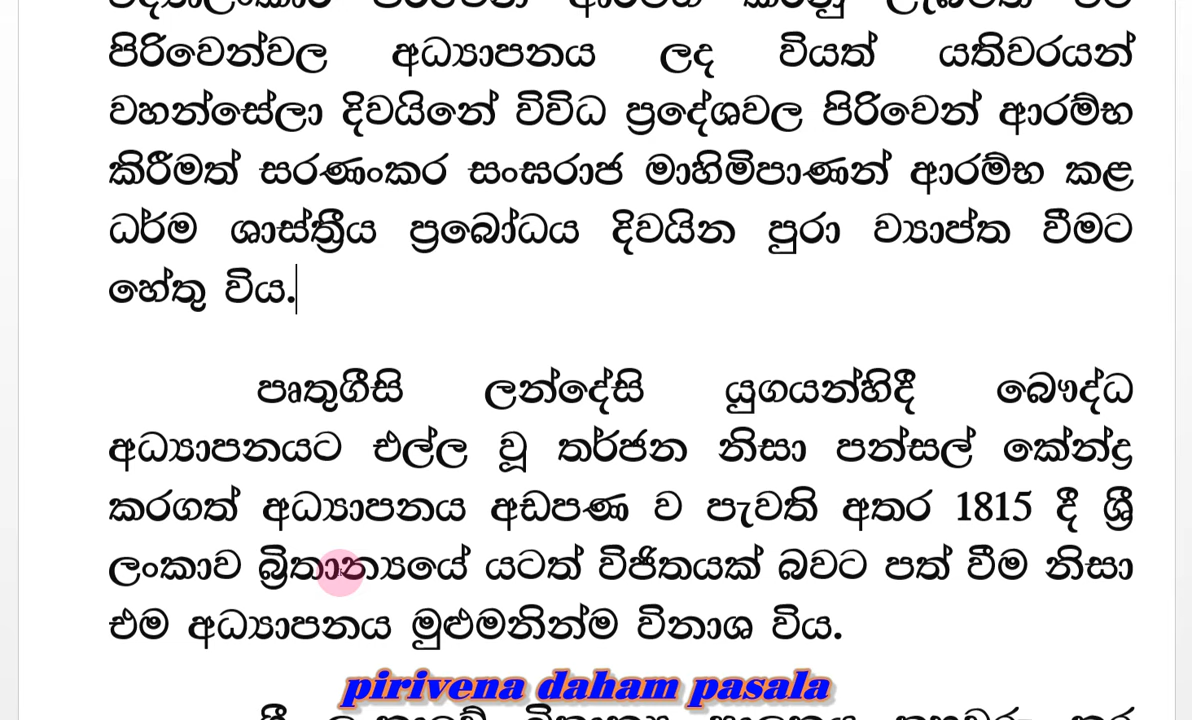 පිරිවෙන්වල අධ්‍යාපනය ලද වියත් යතිවරයන්
වහන්සේලා දිවයිනේ විවිධ ප්‍රදේශවල පිරිවෙන් ආරම්භ
කිරීමත් සරණංකර සංඝරාජ මාහිමිපාණන් ආරම්භ කළ
ධර්ම ශාස්ත්‍රීය ප්‍රබෝධය දිවයින පුරා ව්‍යාප්ත වීමට
හේතු විය.
පෘතුගීසි ලන්දේසි යුගයන්හිදී බෞද්ධ
අධ්‍යාපනයට එල්ල වූ තර්ජන නිසා පන්සල් කේන්ද්‍ර
කරගත් අධ්‍යාපනය අඩපණ ව පැවති අතර 1815 දී ශ්‍රී
ලංකාව බ්‍රිතාන්‍යයේ යටත් විජිතයක් බවට පත් වීම නිසා
එම අධ්‍යාපනය මුළුමනින්ම විනාශ විය.
pirivena daham pasala